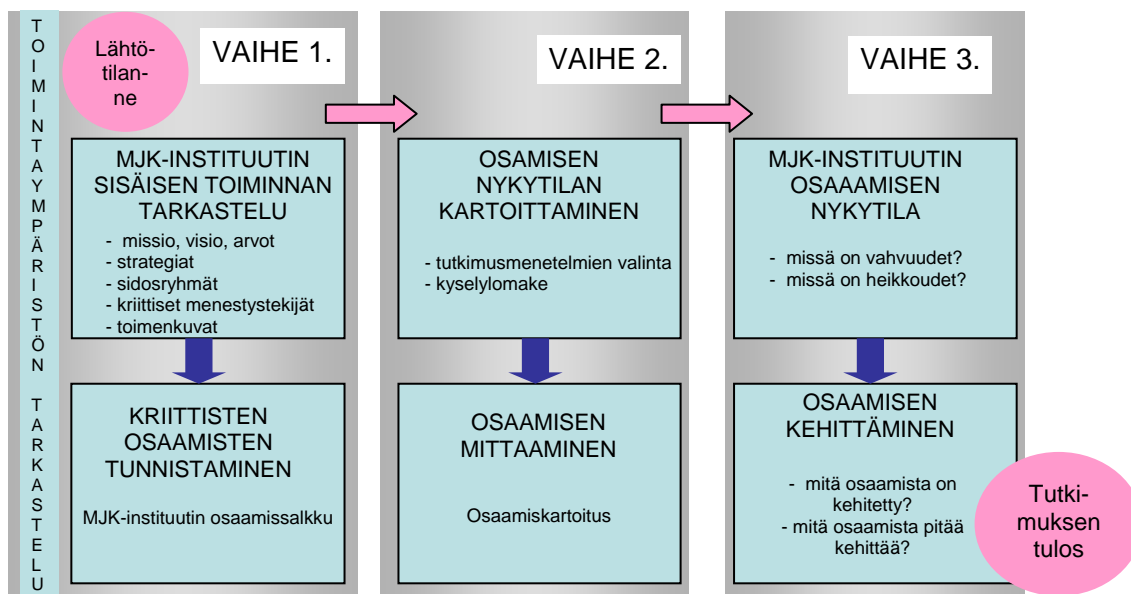 TOIMINTAYMPÄRISTÖN TARKASTELU
Lähtö-
tilan-
ne
VAIHE 1.
MJK-INSTITUUTIN
SISÄISEN TOIMINNAN
TARKASTELU
- missio, visio, arvot
- strategiat
- sidosryhmät
- kriittiset menestystekijät
- toimenkuvat
KRIITTISTEN
OSAAMISTEN
TUNNISTAMINEN
MJK-instituutin osaamissalkku
VAIHE 2.
OSAMISEN
NYKYTILAN
KARTOITTAMINEN
- tutkimusmenetelmien valinta
- kyselylomake
OSAAMISEN
MITTAAMINEN
Osaamiskartoitus
VAIHE 3.
MJK-INSTITUUTIN
OSAAAMISEN
NYKYTILA
- missä on vahvuudet?
- missä on heikkoudet?
OSAAMISEN
KEHITTÄMINEN
- mitä osaamista on
kehitetty?
- mitä osaamista pitää
kehittää?
Tutki-
muksen
tulos